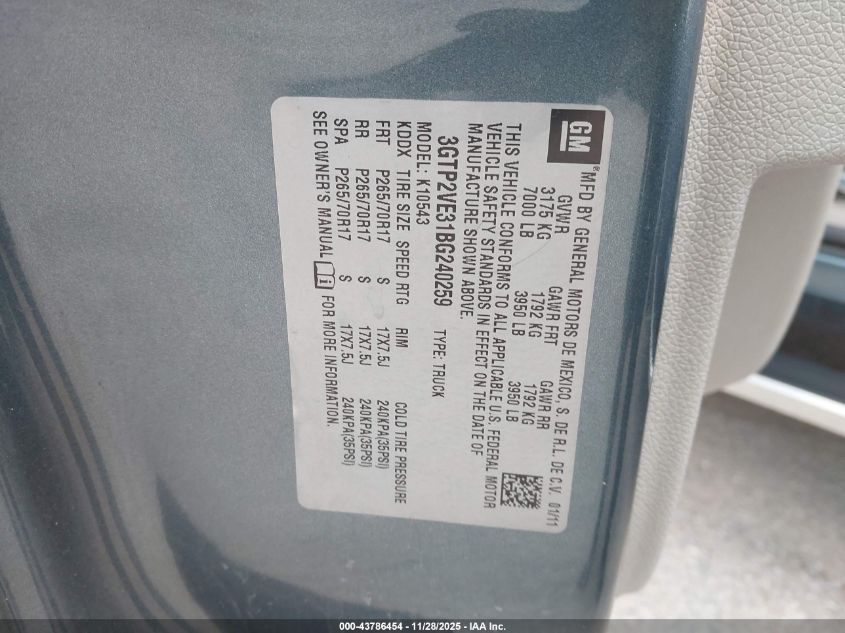 GM ® MFD BY GENERAL MOTORS DE MEXICO, S. DE R.L. DE C.V. 01/11
GVWR GAWR FRT GAWR RR
3175 KG 1792 KG 1792 KG
7000 LB 3950 LB 3950 LB
THIS VEHICLE CONFORMS TO ALL APPLICABLE U.S. FEDERAL MOTOR
VEHICLE SAFETY STANDARDS IN EFFECT ON THE DATE OF
MANUFACTURE SHOWN ABOVE.
3GTP2VE31BG240259 TYPE: TRUCK
MODEL: K10543
KDDX TIRE SIZE SPEED RTG RIM COLD TIRE PRESSURE
FRT P265/70R17 S 17X7.5J 240KPA(35PSI)
RR P265/70R17 S 17X7.5J 240KPA(35PSI)
SPA P265/70R17 S 17X7.5J 240KPA(35PSI)
SEE OWNER'S MANUAL FOR MORE INFORMATION.
000-43786454 - 11/28/2025 - IAA Inc.